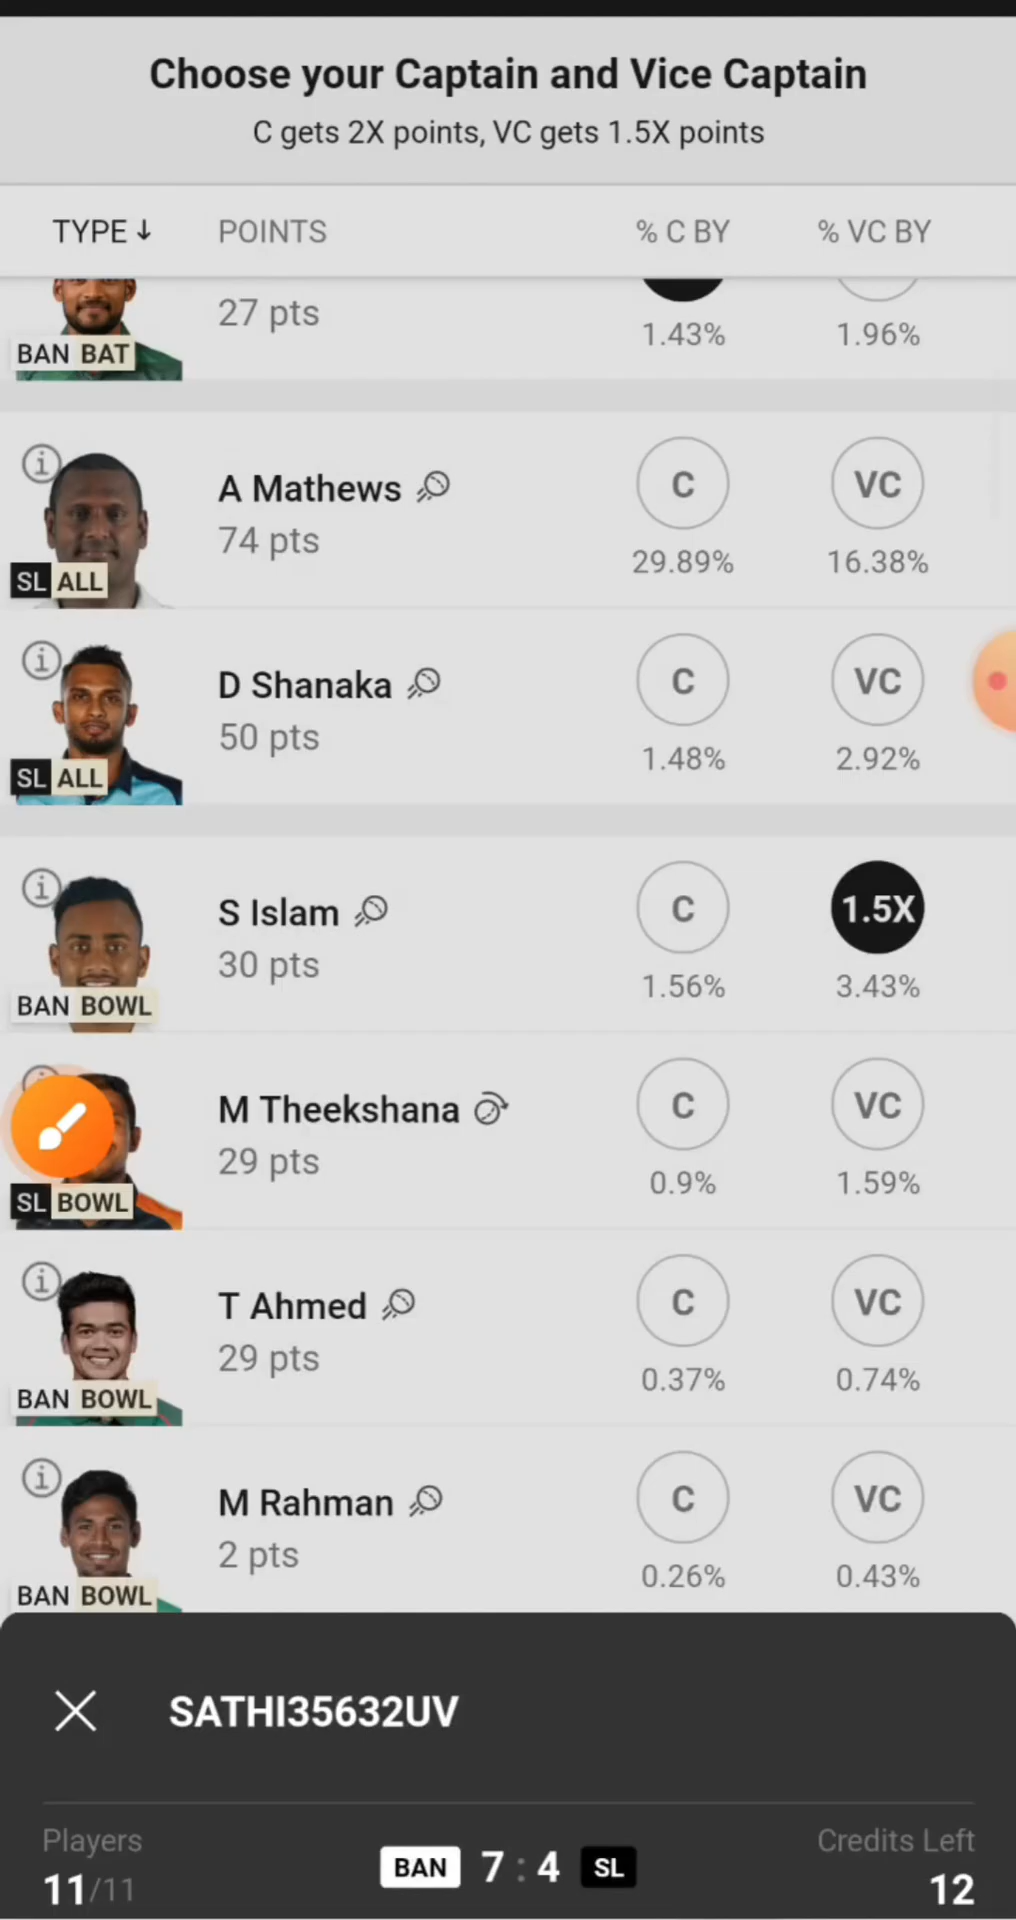 Choose your Captain and Vice Captain
C gets 2X points, VC gets 1.5X points
TYPE ↓ POINTS % C BY % VC BY
27 pts
1.43% 1.96%
BAN BAT
A Mathews C VC
74 pts
29.89% 16.38%
SL ALL
D Shanaka C VC
50 pts
1.48% 2.92%
SL ALL
S Islam C 1.5X
30 pts
1.56% 3.43%
BAN BOWL
M Theekshana C VC
29 pts
0.9% 1.59%
SL BOWL
T Ahmed C VC
29 pts
0.37% 0.74%
BAN BOWL
M Rahman C VC
2 pts
0.26% 0.43%
BAN BOWL
SATHI35632UV
Players Credits Left
11/11 BAN 7 : 4 SL 12